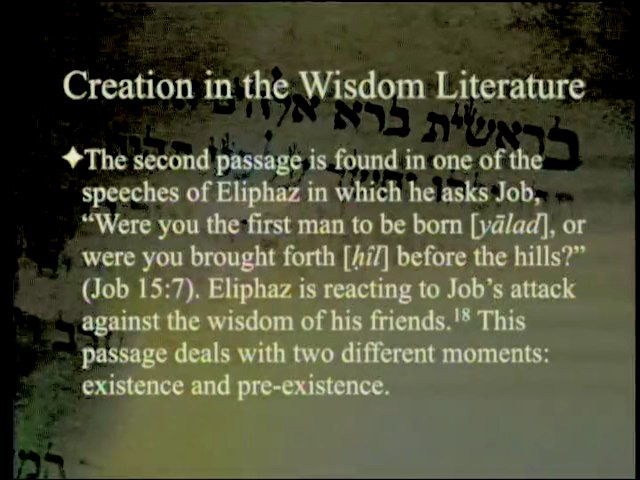 Creation in the Wisdom Literature
בראשית ברא אלהים
✦The second passage is found in one of the
speeches of Eliphaz in which he asks Job,
“Were you the first man to be born [yālad], or
were you brought forth [ḥîl] before the hills?”
(Job 15:7). Eliphaz is reacting to Job’s attack
against the wisdom of his friends.18 This
passage deals with two different moments:
existence and pre-existence.